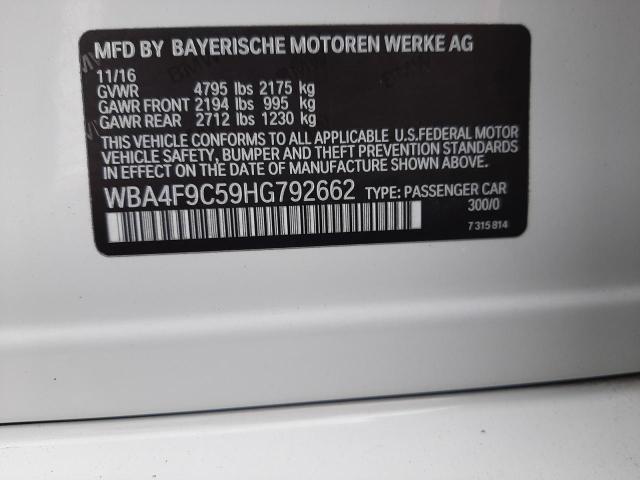 MFD BY BAYERISCHE MOTOREN WERKE AG
11/16
GVWR 4795 lbs 2175 kg
GAWR FRONT 2194 lbs 995 kg
GAWR REAR 2712 lbs 1230 kg
THIS VEHICLE CONFORMS TO ALL APPLICABLE U.S.FEDERAL MOTOR
VEHICLE SAFETY, BUMPER AND THEFT PREVENTION STANDARDS
IN EFFECT ON THE DATE OF MANUFACTURE SHOWN ABOVE.
WBA4F9C59HG792662 TYPE: PASSENGER CAR
300/0
7 315 814